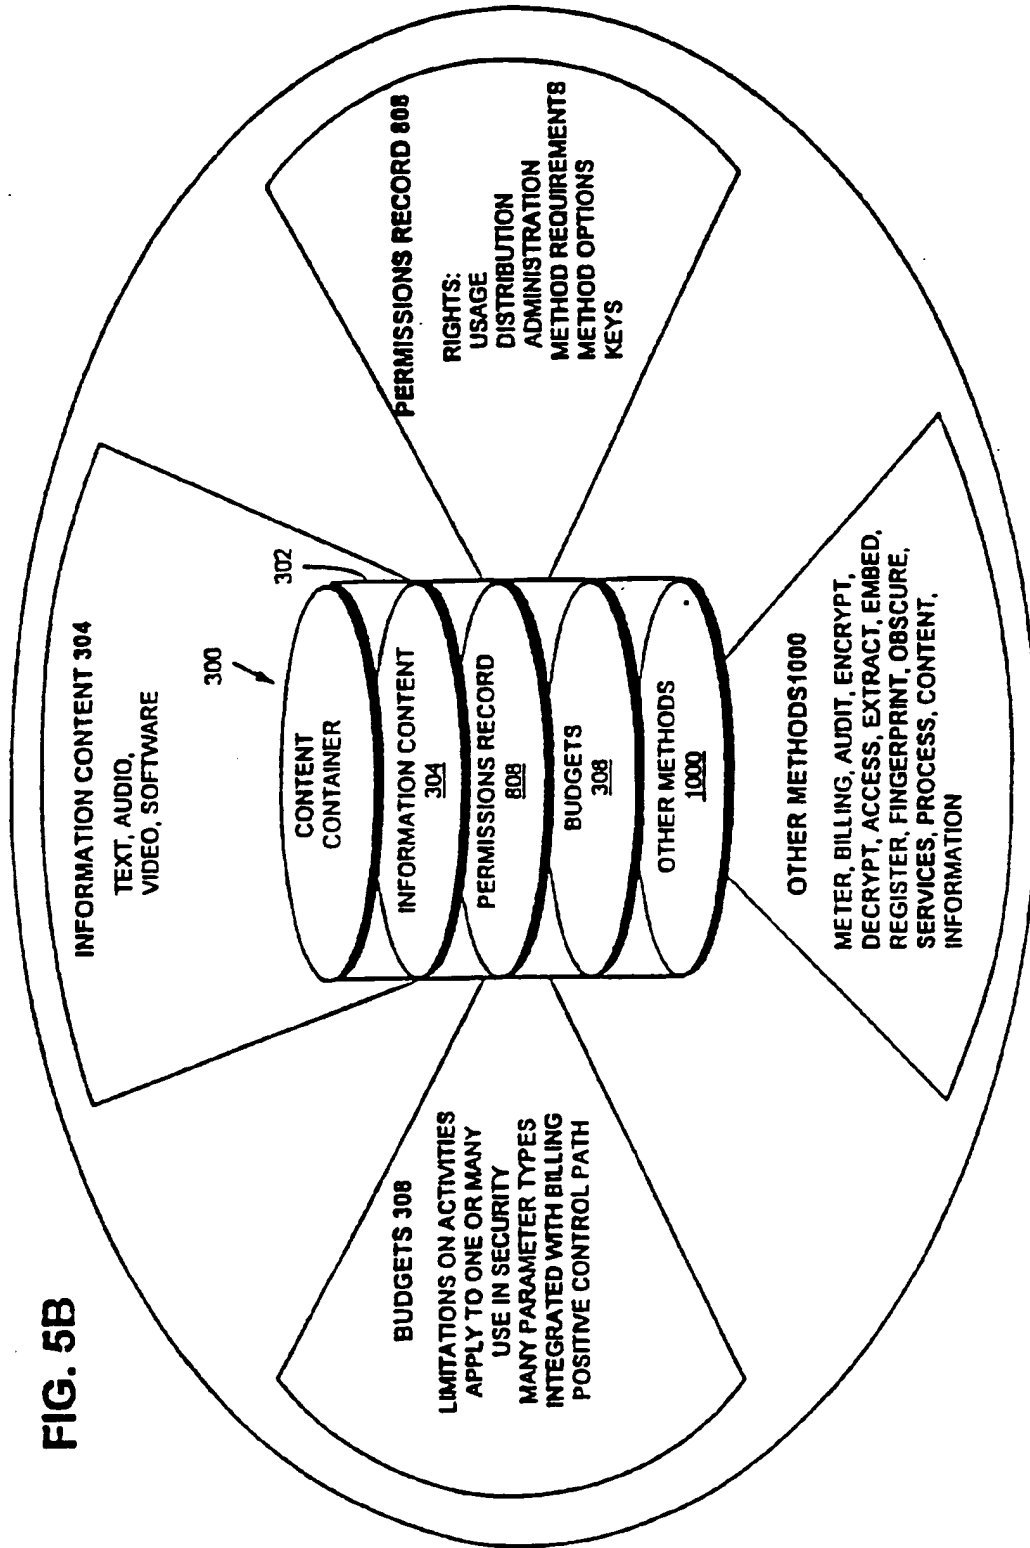 FIG. 5B
INFORMATION CONTENT 304
TEXT, AUDIO,
VIDEO, SOFTWARE
BUDGETS 308
LIMITATIONS ON ACTIVITIES
APPLY TO ONE OR MANY
USE IN SECURITY
MANY PARAMETER TYPES
INTEGRATED WITH BILLING
POSITIVE CONTROL PATH
300
302
CONTENT
CONTAINER
INFORMATION CONTENT
304
PERMISSIONS RECORD
808
BUDGETS
308
OTHER METHODS
1000
PERMISSIONS RECORD 808
RIGHTS:
USAGE
DISTRIBUTION
ADMINISTRATION
METHOD REQUIREMENTS
METHOD OPTIONS
KEYS
OTHER METHODS1000
METER, BILLING, AUDIT, ENCRYPT,
DECRYPT, ACCESS, EXTRACT, EMBED,
REGISTER, FINGERPRINT, OBSCURE,
SERVICES, PROCESS, CONTENT,
INFORMATION